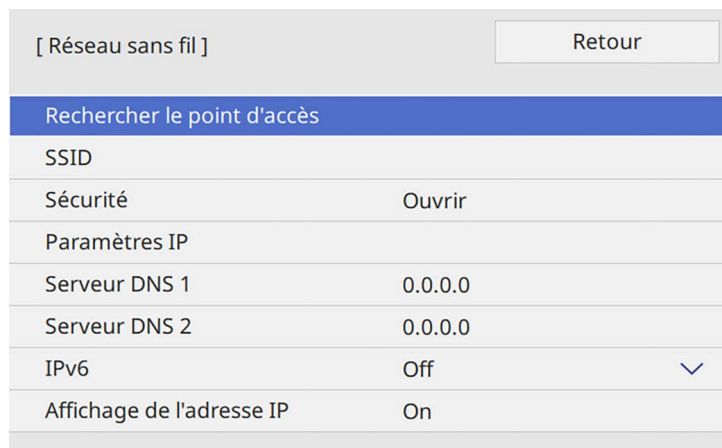 [ Réseau sans fil ]
Retour
Rechercher le point d'accès
SSID
Sécurité Ouvrir
Paramètres IP
Serveur DNS 1 0.0.0.0
Serveur DNS 2 0.0.0.0
IPv6 Off
Affichage de l'adresse IP On